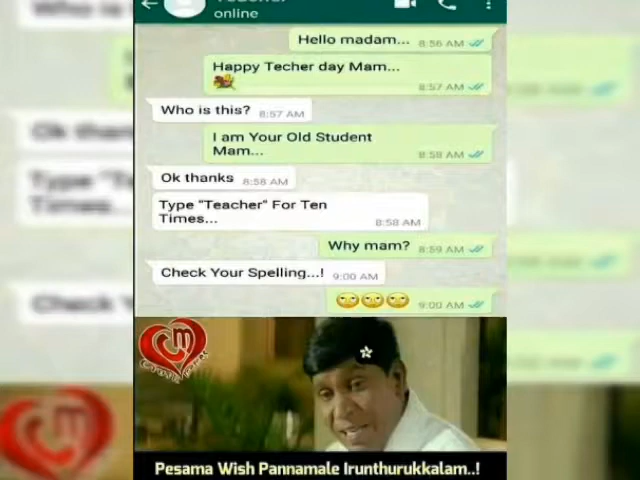 online
Hello madam... 8:56 AM
Happy Techer day Mam...
8:57 AM
Who is this? 8:57 AM
I am Your Old Student
Mam...
8:58 AM
Ok thanks 8:58 AM
Type "Teacher" For Ten
Times...
8:58 AM
Why mam? 8:59 AM
Check Your Spelling...! 9:00 AM
🙄🙄🙄 9:00 AM
CM
Pesama Wish Pannamale Irunthurukkalam..!